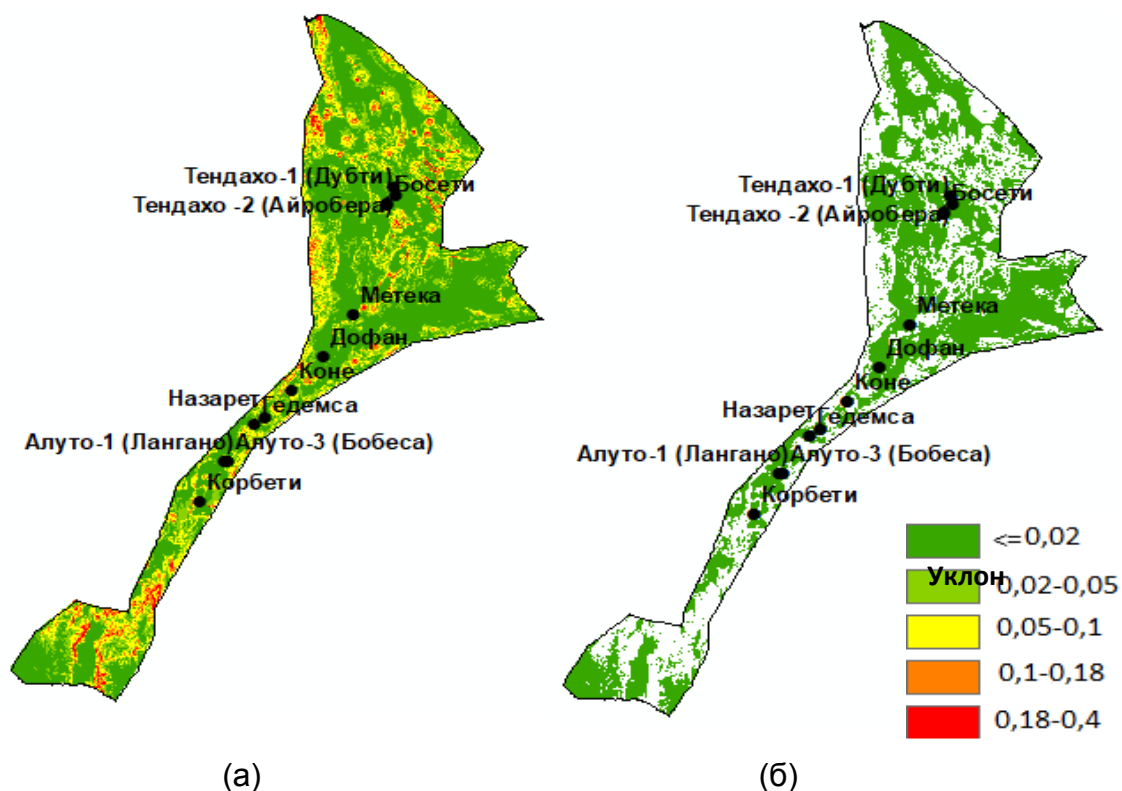 Тендахо-1 (Дубти)
Босети
Тендахо -2 (Айробера)
Метека
Дофан
Коне
Назарет
Гедемса
Алуто-1 (Лангано)
Алуто-3 (Бобеса)
Корбети
(а)
Тендахо-1 (Дубти)
Босети
Тендахо -2 (Айробера)
Метека
Дофан
Коне
Назарет
Гедемса
Алуто-1 (Лангано)
Алуто-3 (Бобеса)
Корбети
(б)
<=0,02
Уклон
0,02-0,05
0,05-0,1
0,1-0,18
0,18-0,4